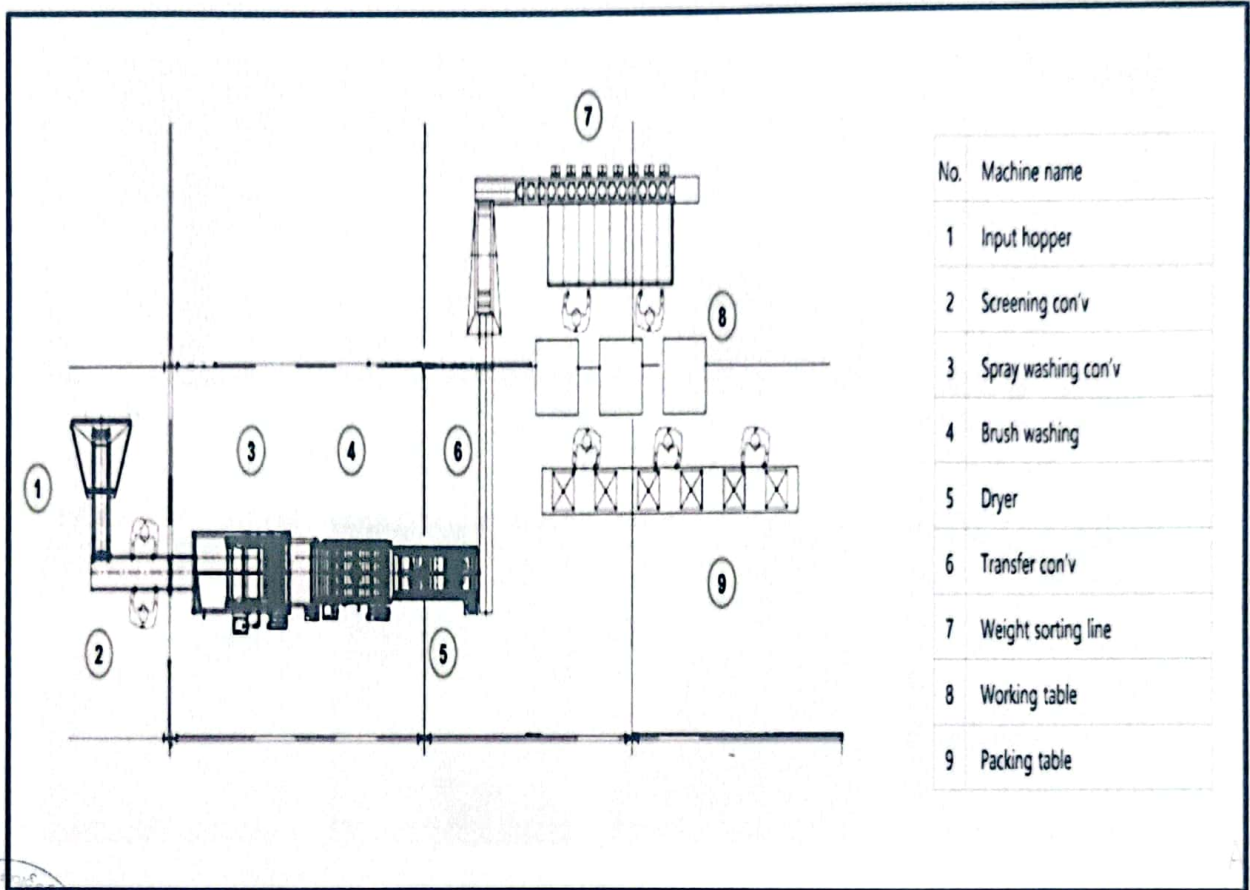 7
8
3
4
6
1
9
2
5
No. Machine name
1 Input hopper
2 Screening con'v
3 Spray washing con'v
4 Brush washing
5 Dryer
6 Transfer con'v
7 Weight sorting line
8 Working table
9 Packing table